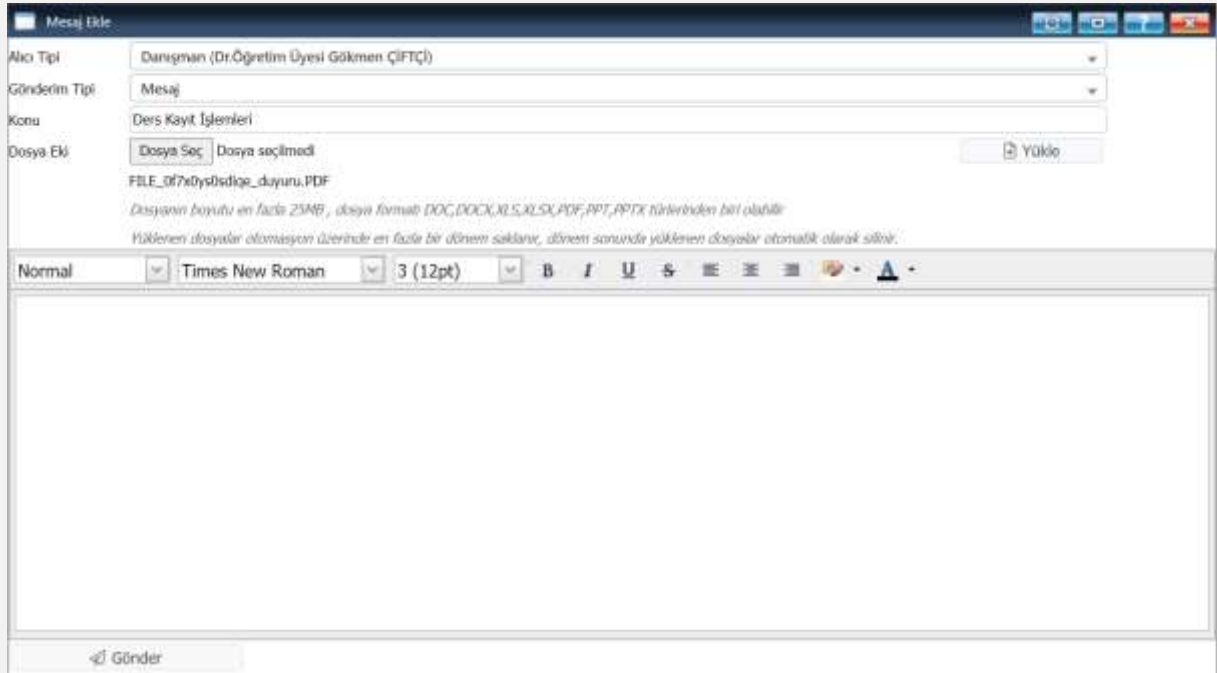 Mesaj Ekle
Alıcı Tipi
Danışman (Dr.Öğretim Üyesi Gökmen ÇİFTÇİ)
Gönderim Tipi
Mesaj
Konu
Ders Kayıt İşlemleri
Dosya Eki
Dosya Seç Dosya seçilmedi
Yükle
FILE_0f7x0ys0sdiqe_duyuru.PDF
Dosyanın boyutu en fazla 25MB , dosya formatı DOC,DOCX,XLS,XLSX,PDF,PPT,PPTX türlerinden biri olabilir
Yüklenen dosyalar otomasyon üzerinde en fazla bir dönem saklanır, dönem sonunda yüklenen dosyalar otomatik olarak silinir.
Normal Times New Roman 3 (12pt) B I U S A
Gönder